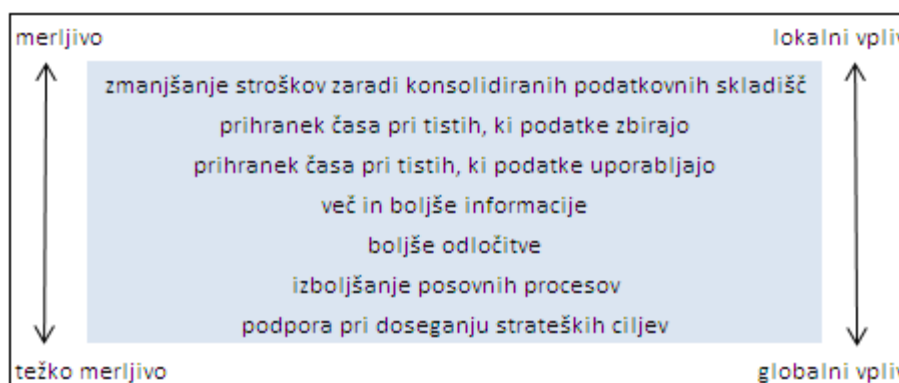 merljivo lokalni vpliv
zmanjšanje stroškov zaradi konsolidiranih podatkovnih skladišč
prihranek časa pri tistih, ki podatke zbirajo
prihranek časa pri tistih, ki podatke uporabljajo
več in boljše informacije
boljše odločitve
izboljšanje posovnih procesov
podpora pri doseganju strateških ciljev
težko merljivo globalni vpliv